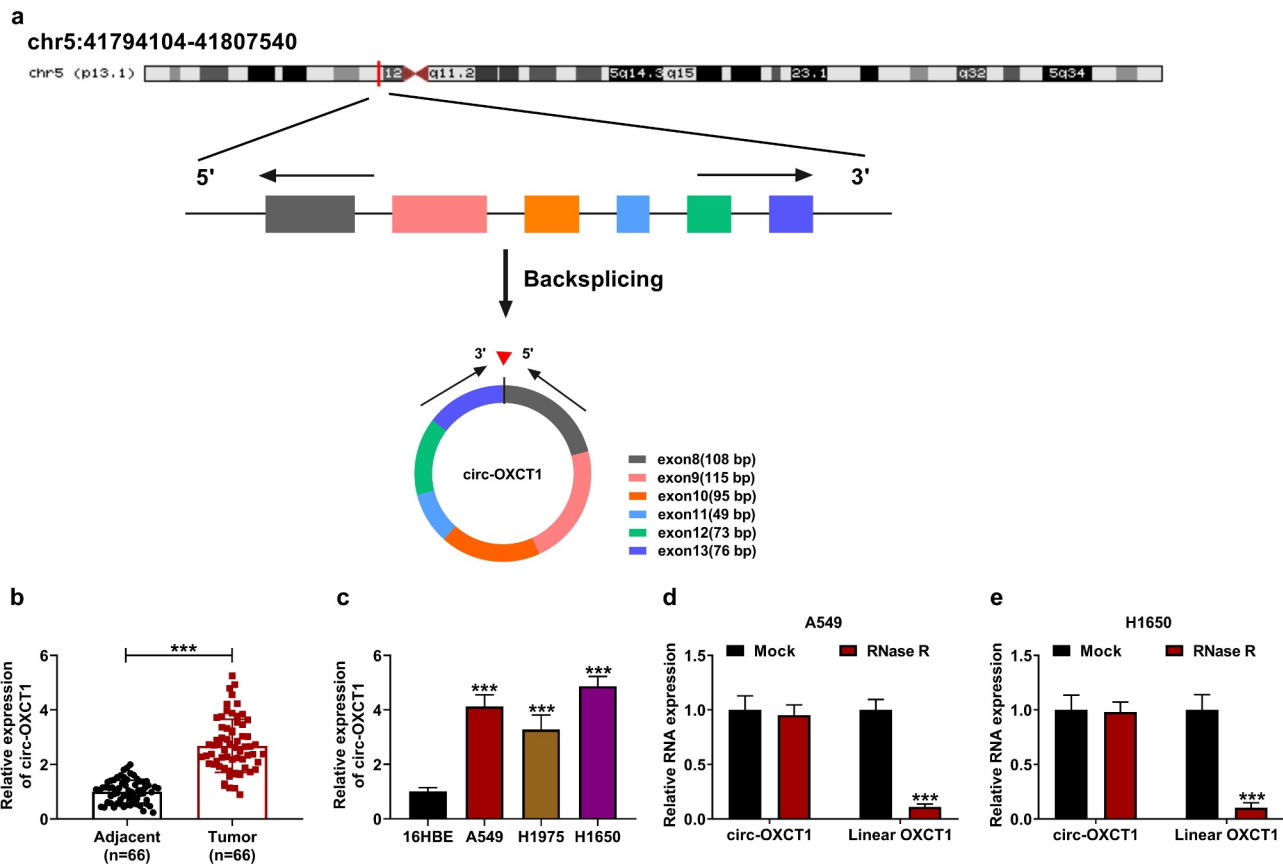 a
chr5:41794104-41807540
chr5 (p13.1) 12 q11.2 5q14.3 q15 23.1 q32 5q34
5' 3'
Backsplicing
3' 5'
circ-OXCT1
exon8(108 bp)
exon9(115 bp)
exon10(95 bp)
exon11(49 bp)
exon12(73 bp)
exon13(76 bp)
b
Relative expression
of circ-OXCT1
6
4
2
0
***
Adjacent
(n=66)
Tumor
(n=66)
c
Relative expression
of circ-OXCT1
6
4
2
0
*** *** ***
16HBE A549 H1975 H1650
d
A549
Mock RNase R
Relative RNA expression
1.5
1.0
0.5
0.0
***
circ-OXCT1 Linear OXCT1
e
H1650
Mock RNase R
Relative RNA expression
1.5
1.0
0.5
0.0
***
circ-OXCT1 Linear OXCT1